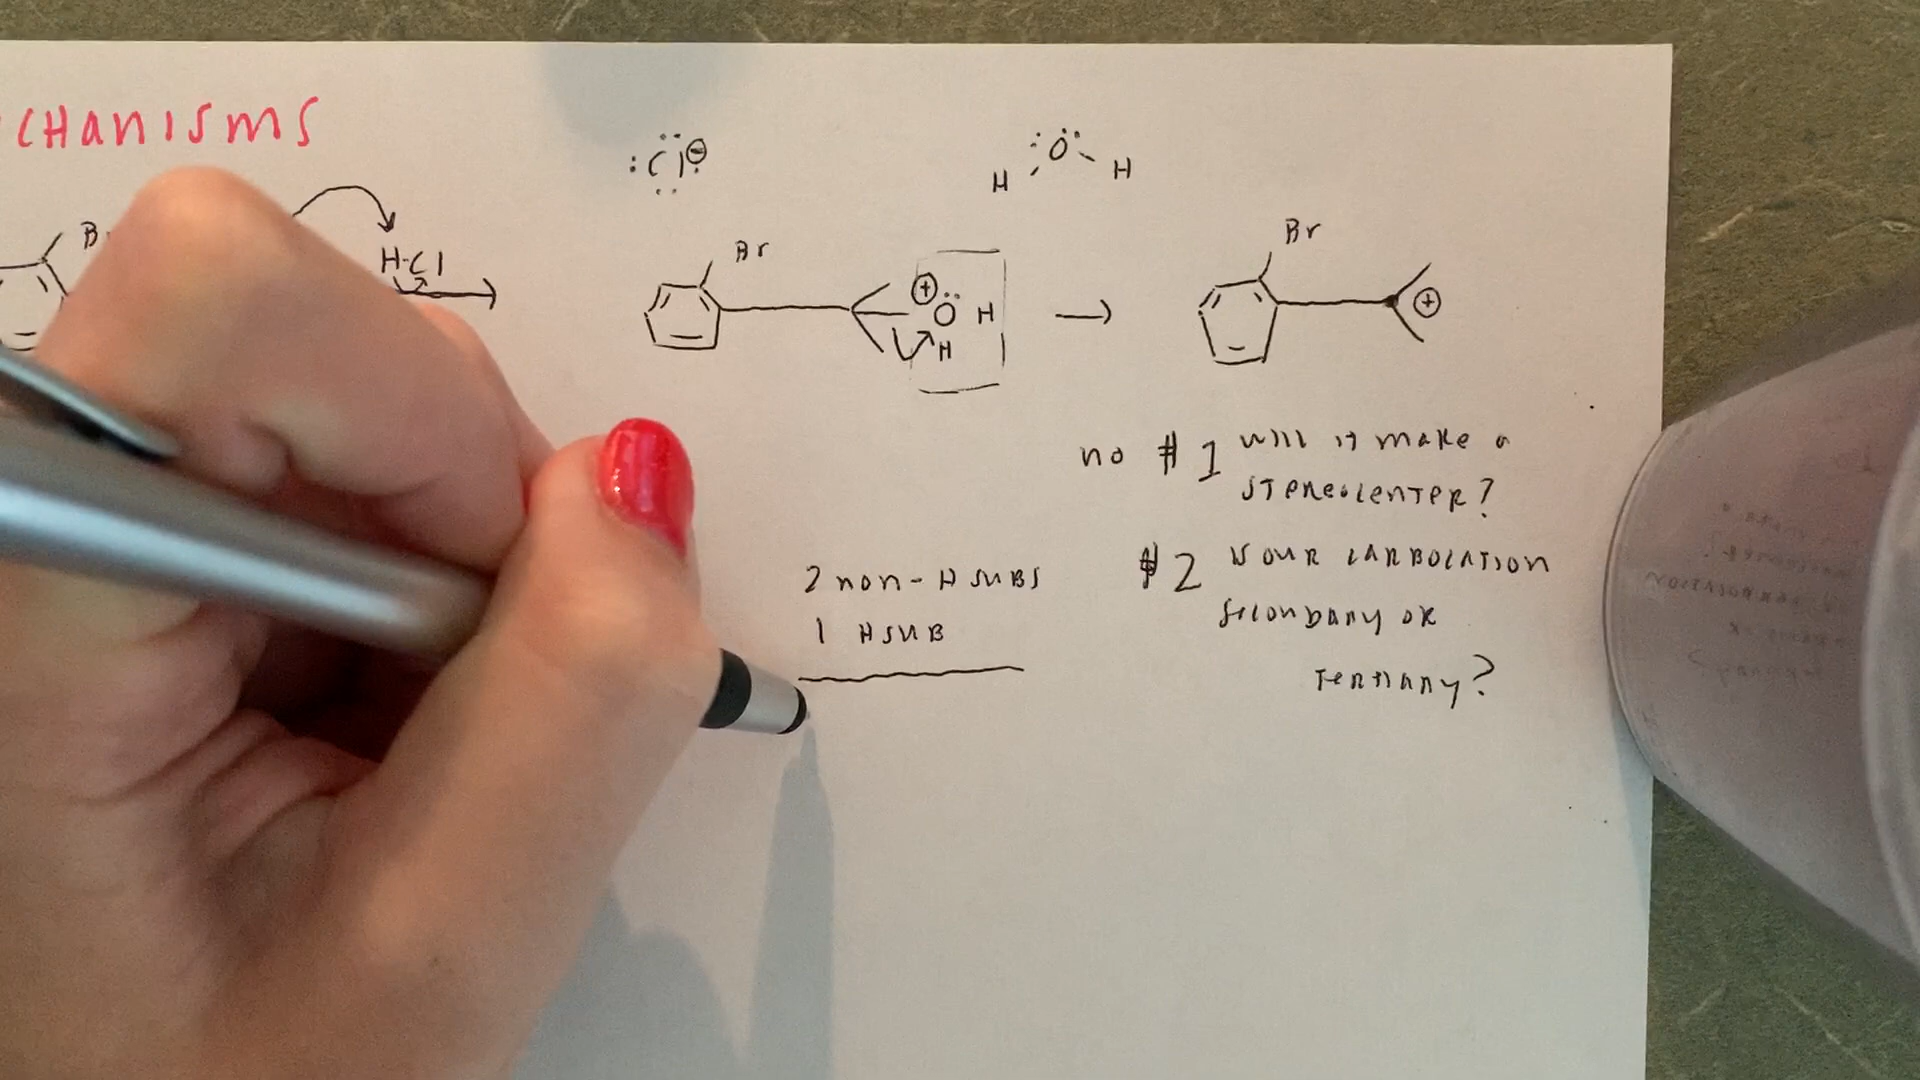 CHANISMS
:Cl:⊖
H O H
Br
H-Cl
Br
⊕ O H
H
Br
⊕
no #1 will it make a
stereocenter?
#2 is our carbocation
secondary or
tertiary?
2 non-H subs
1 H sub